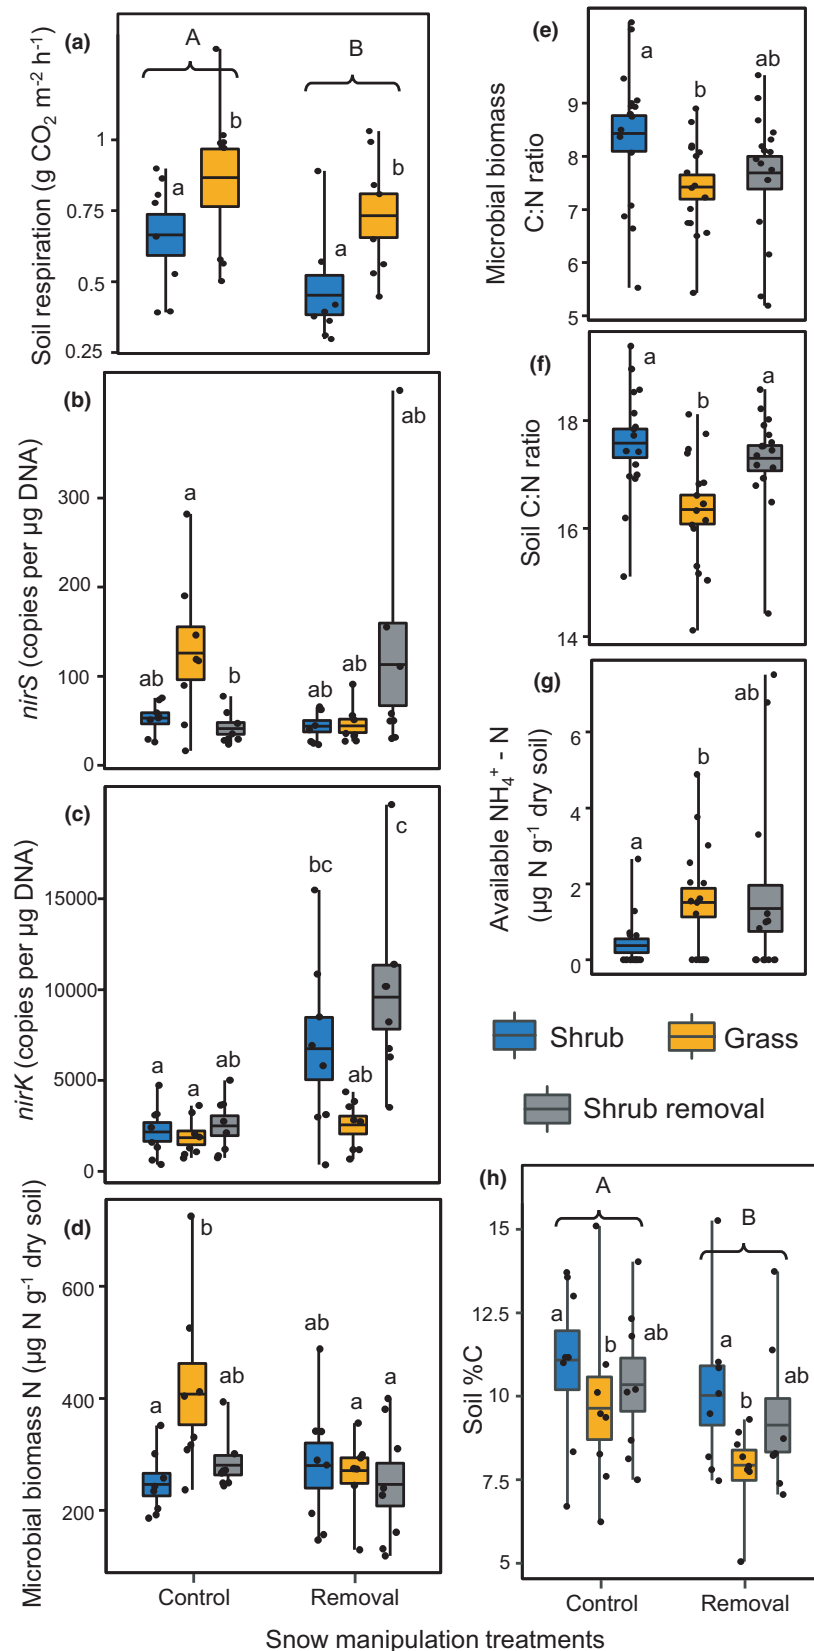 (a)
A
B
b
a
b
a
Soil respiration (g CO₂ m⁻² h⁻¹)
1
0.75
0.5
0.25
(b)
ab
a
b
ab
ab
ab
nirS (copies per µg DNA)
300
200
100
0
(c)
a
a
ab
bc
ab
c
nirK (copies per µg DNA)
15000
10000
5000
0
(d)
a
b
ab
ab
a
a
Microbial biomass N (µg N g⁻¹ dry soil)
600
400
200
Control
Removal
(e)
a
b
ab
Microbial biomass
C:N ratio
9
8
7
6
5
(f)
a
b
a
Soil C:N ratio
18
16
14
(g)
a
b
ab
Available NH₄⁺ - N
(µg N g⁻¹ dry soil)
6
4
2
0
Shrub
Grass
Shrub removal
(h)
A
B
a
b
ab
a
b
ab
Soil %C
15
12.5
10
7.5
5
Control
Removal
Snow manipulation treatments